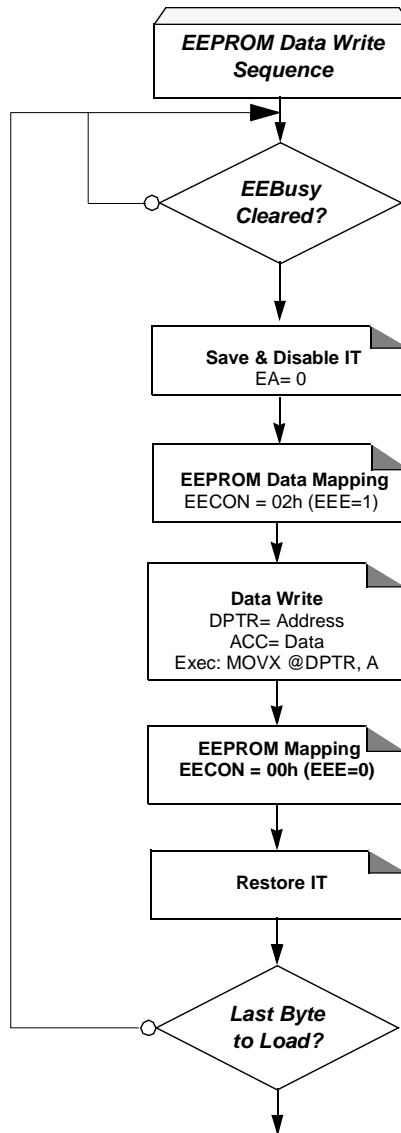 EEPROM Data Write
Sequence
EEBusy
Cleared?
Save & Disable IT
EA= 0
EEPROM Data Mapping
EECON = 02h (EEE=1)
Data Write
DPTR= Address
ACC= Data
Exec: MOVX @DPTR, A
EEPROM Mapping
EECON = 00h (EEE=0)
Restore IT
Last Byte
to Load?